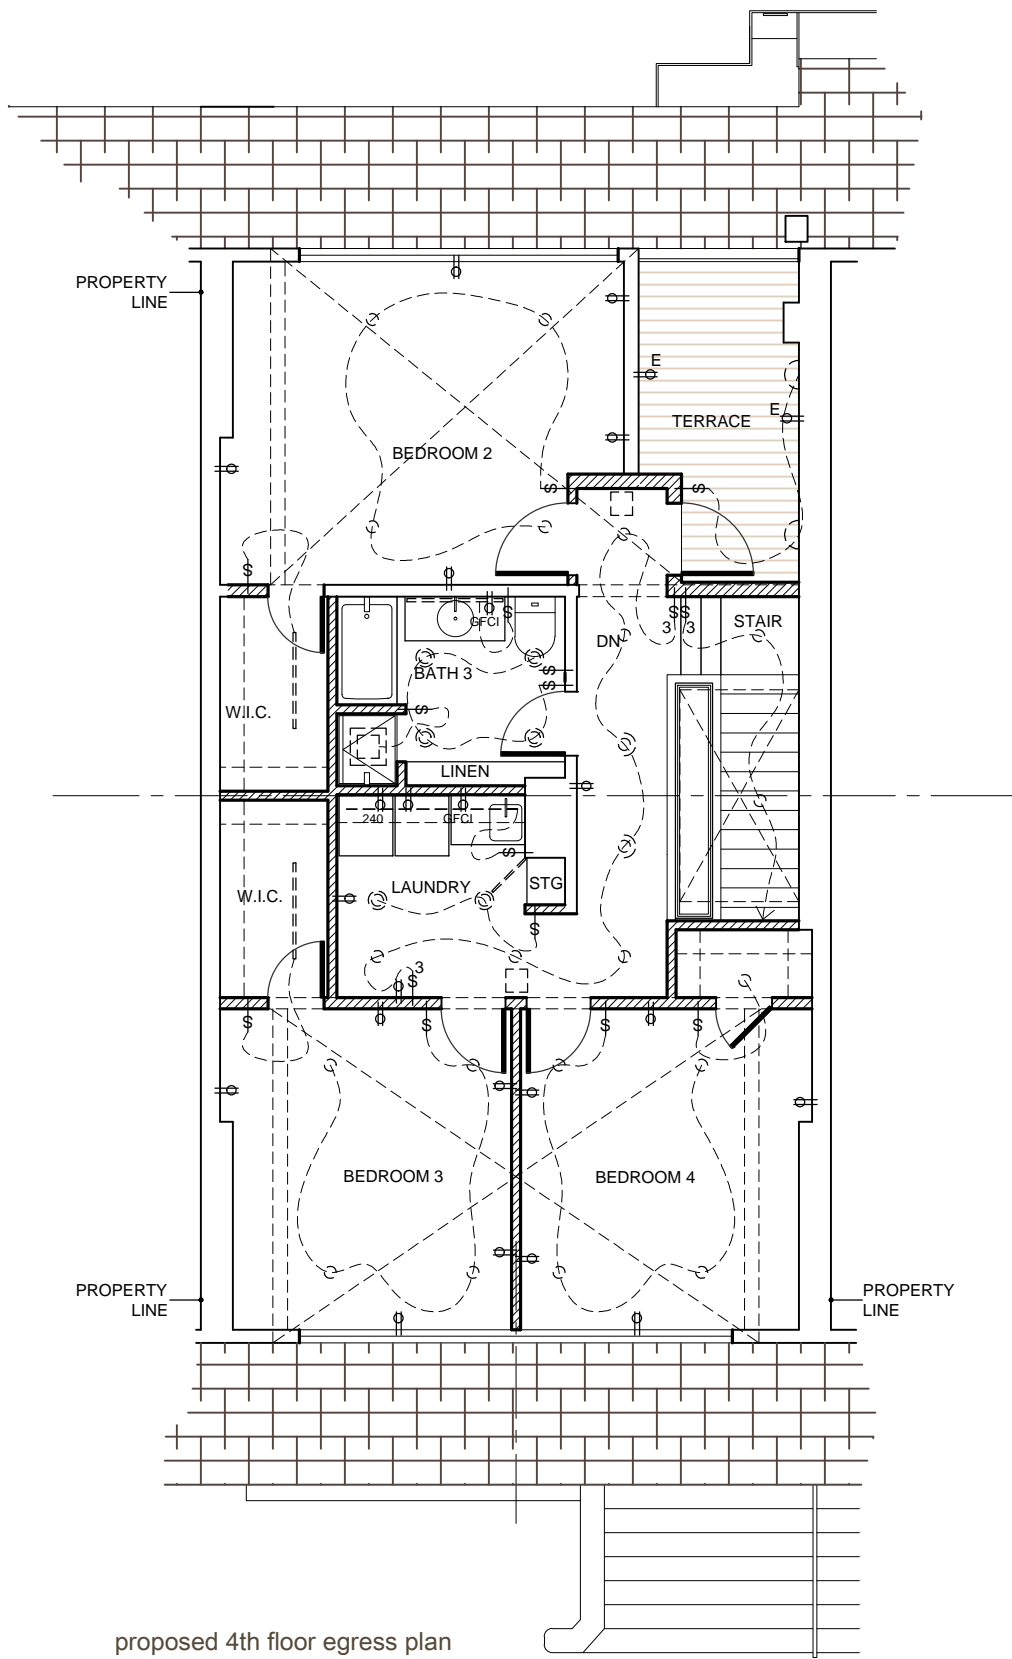 PROPERTY
LINE
E
E
TERRACE
BEDROOM 2
S
S
S
S
GFCI
S
S
3
3
STAIR
DN
BATH 3
S
S
S
W.I.C.
LINEN
240
GFCI
S
LAUNDRY
STG
W.I.C.
S
3
S
S
S
S
S
BEDROOM 3
BEDROOM 4
PROPERTY
LINE
PROPERTY
LINE
proposed 4th floor egress plan